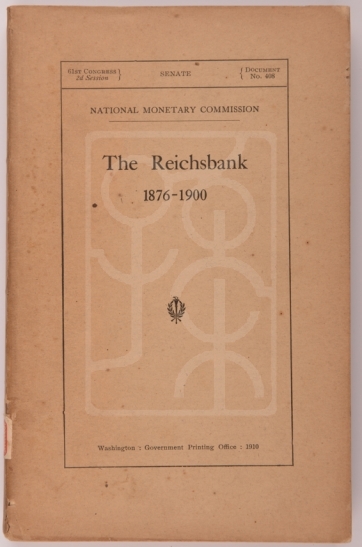 61ST CONGRESS } SENATE { DOCUMENT
2d Session } { No. 408
NATIONAL MONETARY COMMISSION
The Reichsbank
1876-1900
Washington : Government Printing Office : 1910